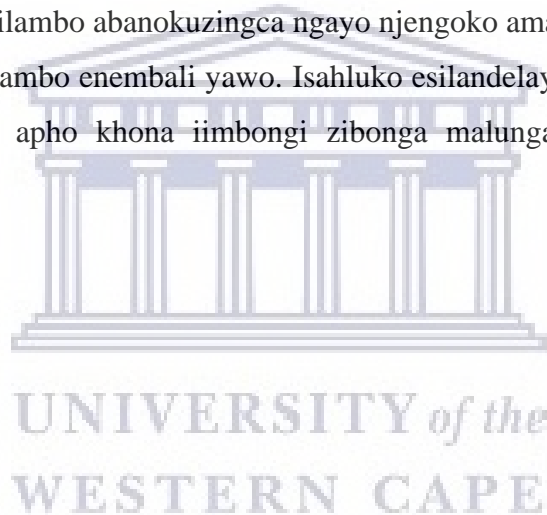 ilambo abanokuzingca ngayo njengoko ama
ambo enembali yawo. Isahluko esilandelay
apho khona iimbongi zibonga malunga
UNIVERSITY of the
WESTERN CAPE